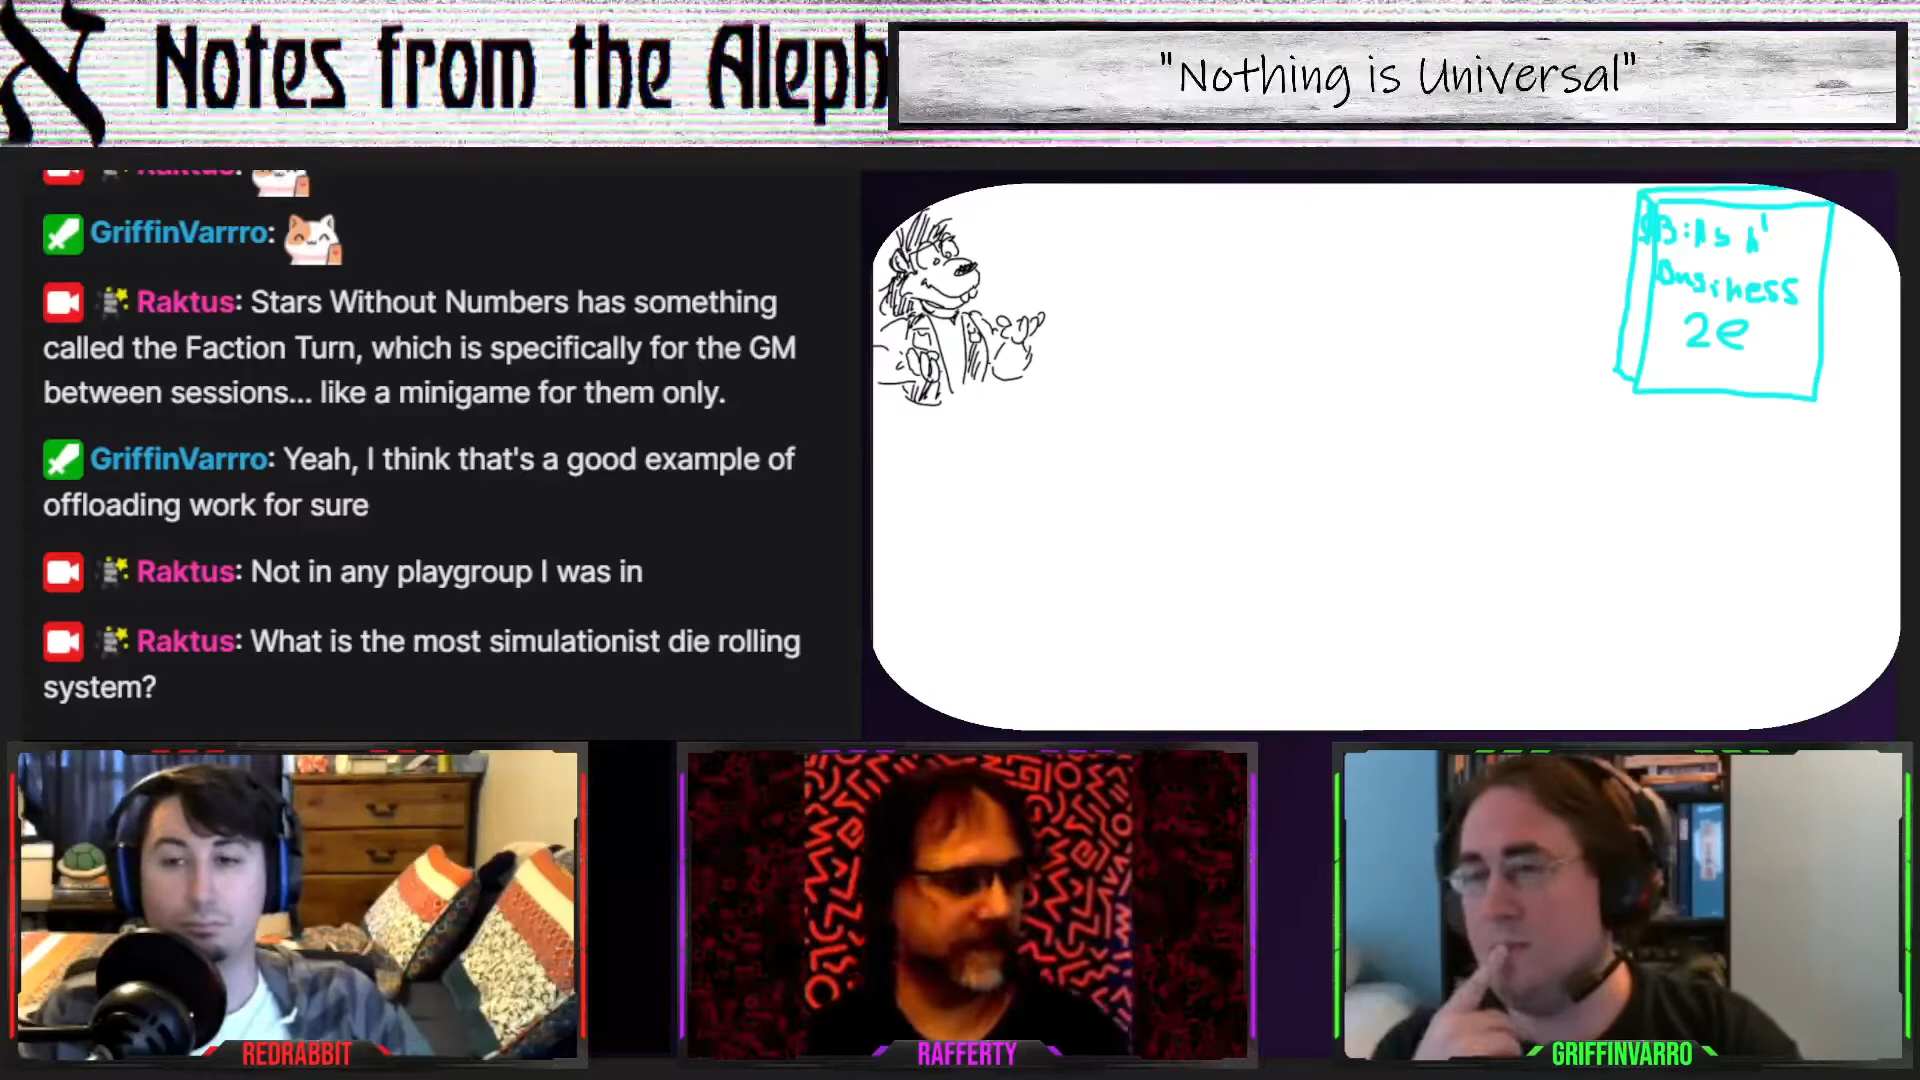 א Notes from the Aleph
"Nothing is Universal"
Raktus:
GriffinVarrro:
Raktus: Stars Without Numbers has something
called the Faction Turn, which is specifically for the GM
between sessions... like a minigame for them only.
GriffinVarrro: Yeah, I think that's a good example of
offloading work for sure
Raktus: Not in any playgroup I was in
Raktus: What is the most simulationist die rolling
system?
2e
REDRABBIT
RAFFERTY
GRIFFINVARRO